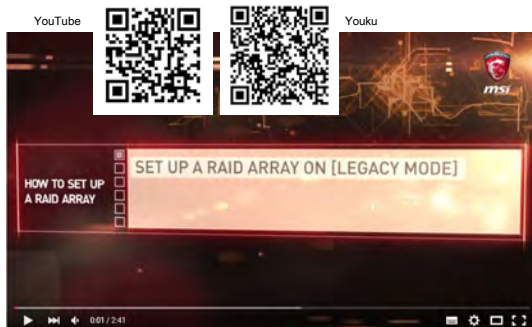 YouTube
Youku
msi
SET UP A RAID ARRAY ON [LEGACY MODE]
HOW TO SET UP
A RAID ARRAY
0:01 / 2:41